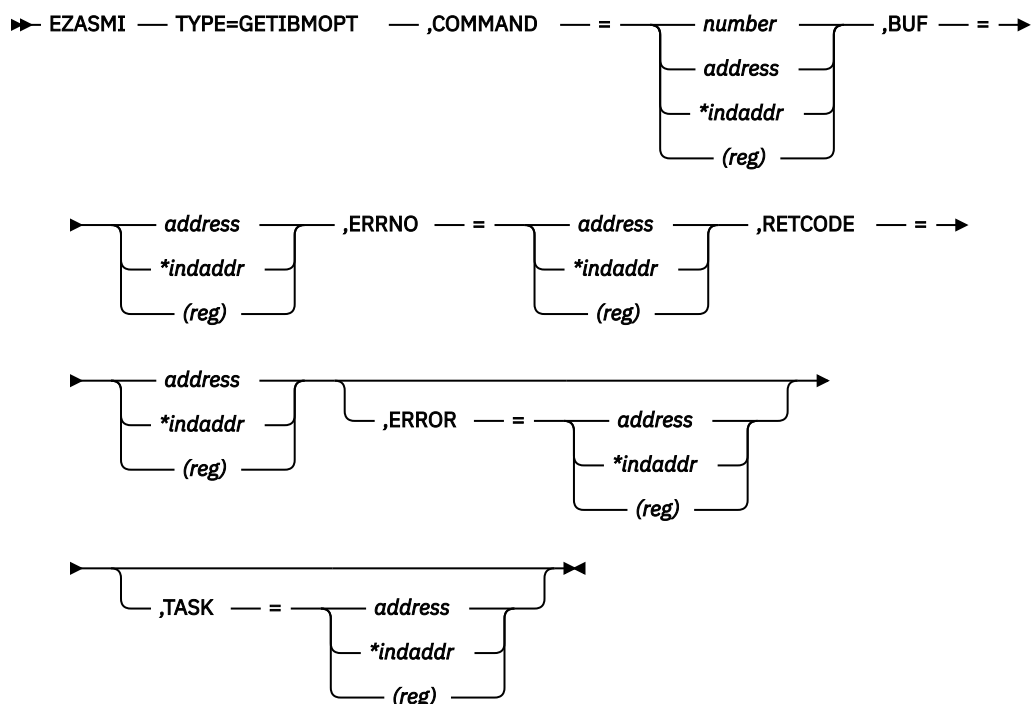 EZASMI TYPE=GETIBMOPT ,COMMAND = number ,BUF =
address
*indaddr
(reg)
address ,ERRNO = address ,RETCODE =
*indaddr *indaddr
(reg) (reg)
address
*indaddr ,ERROR = address
(reg) *indaddr
(reg)
,TASK = address
*indaddr
(reg)